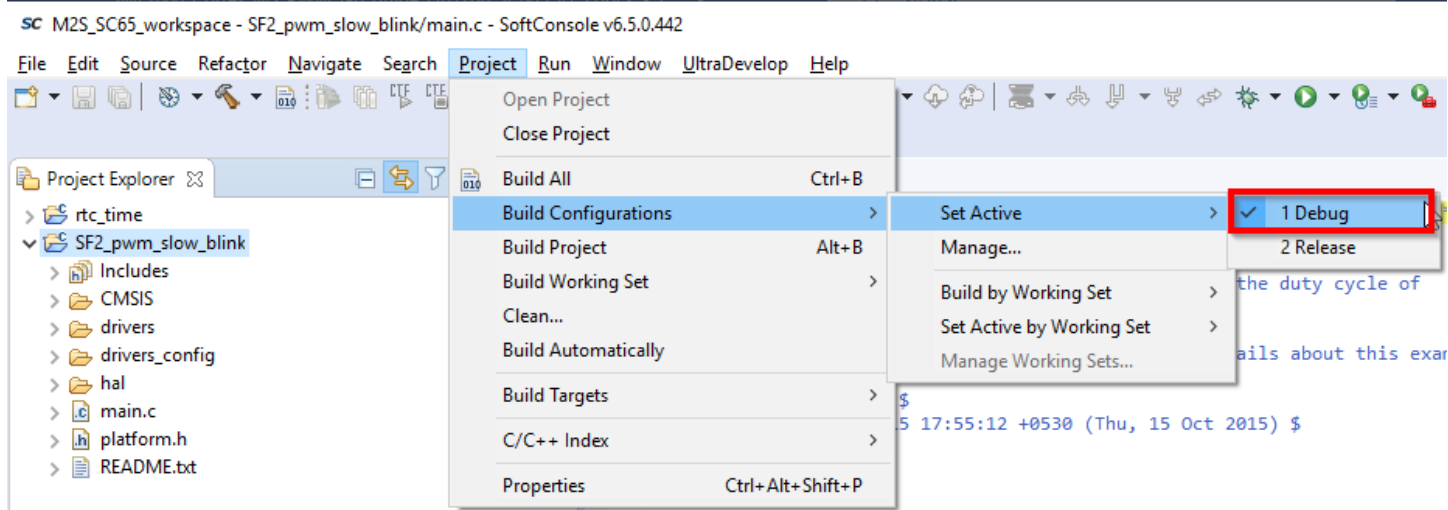 SC M2S_SC65_workspace - SF2_pwm_slow_blink/main.c - SoftConsole v6.5.0.442
File Edit Source Refactor Navigate Search Project Run Window UltraDevelop Help
Open Project
Close Project
Build All Ctrl+B
Build Configurations
Build Project Alt+B
Build Working Set
Clean...
Build Automatically
Build Targets
C/C++ Index
Properties Ctrl+Alt+Shift+P
Set Active
Manage...
Build by Working Set
Set Active by Working Set
Manage Working Sets...
1 Debug
2 Release
Project Explorer
rtc_time
SF2_pwm_slow_blink
Includes
CMSIS
drivers
drivers_config
hal
main.c
platform.h
README.txt
the duty cycle of
ails about this exa
$
5 17:55:12 +0530 (Thu, 15 Oct 2015) $